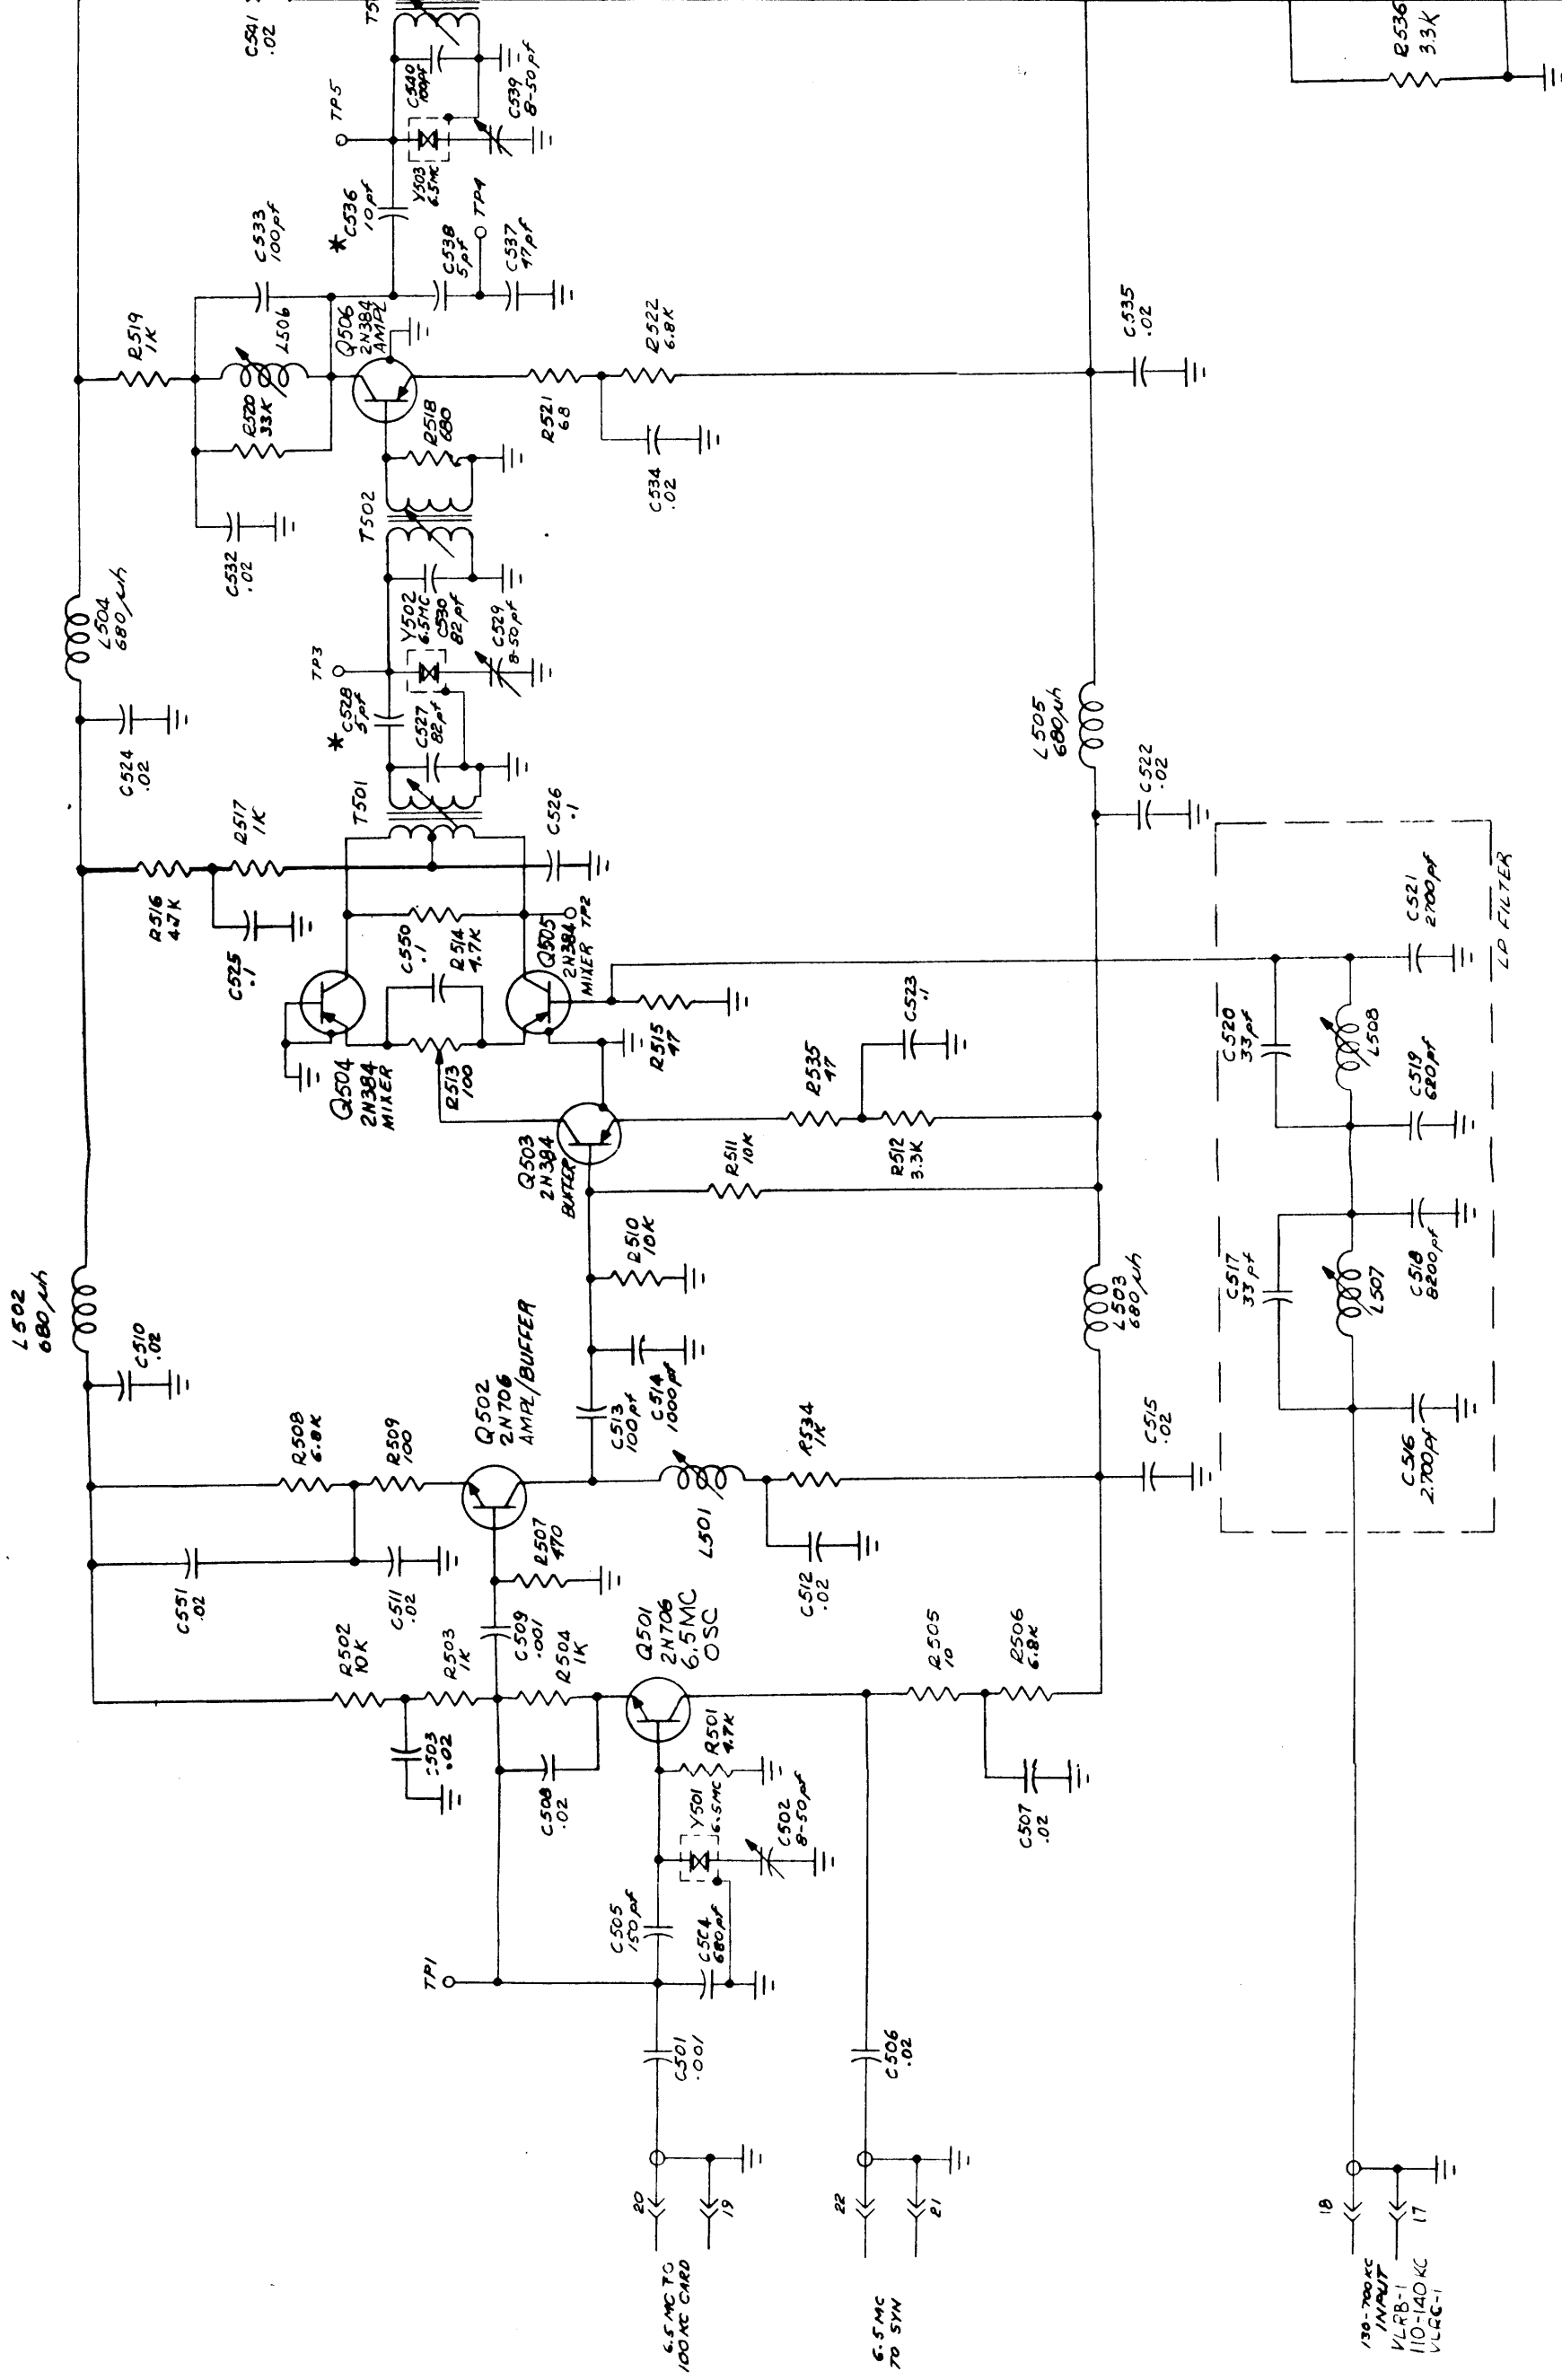 C541
.02
TP5
C540
100pf
C539
8-50pf
Y503
6.5MC
* C536
10pf
TP4
C538
5pf
C537
47pf
C533
100pf
R519
1K
L506
R520
33K
Q506
2N384
AMPL
R518
680
R521
68
R522
6.8K
C534
.02
C535
.02
R536
3.3K
C532
.02
T502
L504
680µh
TP3
Y502
6.5MC
C530
82pf
C529
8-50pf
* C528
5pf
C527
82pf
C524
.02
T501
R517
1K
R516
4.7K
C525
.1
C526
.1
L505
680µh
C522
.02
C550
.1
R514
4.7K
Q505
2N384
MIXER
TP2
Q504
2N384
MIXER
R513
100
R515
47
C523
.1
R535
47
R512
3.3K
R511
10K
Q503
2N384
BUFFER
R510
10K
C514
1000pf
C513
100pf
L503
680µh
L502
680µh
C510
.02
Q502
2N706
AMPL/BUFFER
R508
6.8K
R509
100
R507
470
L501
R534
1K
C515
.02
C512
.02
C551
.02
C511
.02
R502
10K
R503
1K
C509
.001
R504
1K
Q501
2N706
6.5MC
OSC
R505
10
R506
6.8K
C503
.02
C508
.02
R501
4.7K
Y501
6.5MC
C502
8-50pf
C507
.02
C505
150pf
C504
680pf
TP1
C501
.001
C506
.02
20
19
6.5 MC TO
100KC CARD
22
21
6.5 MC
TO SYN
LP FILTER
C521
2700pf
C520
33pf
L508
C519
620pf
C517
33pf
L507
C518
8200pf
C516
2.700pf
18
17
130-700KC
INPUT
VLRB-1
110-140KC
VLRC-1